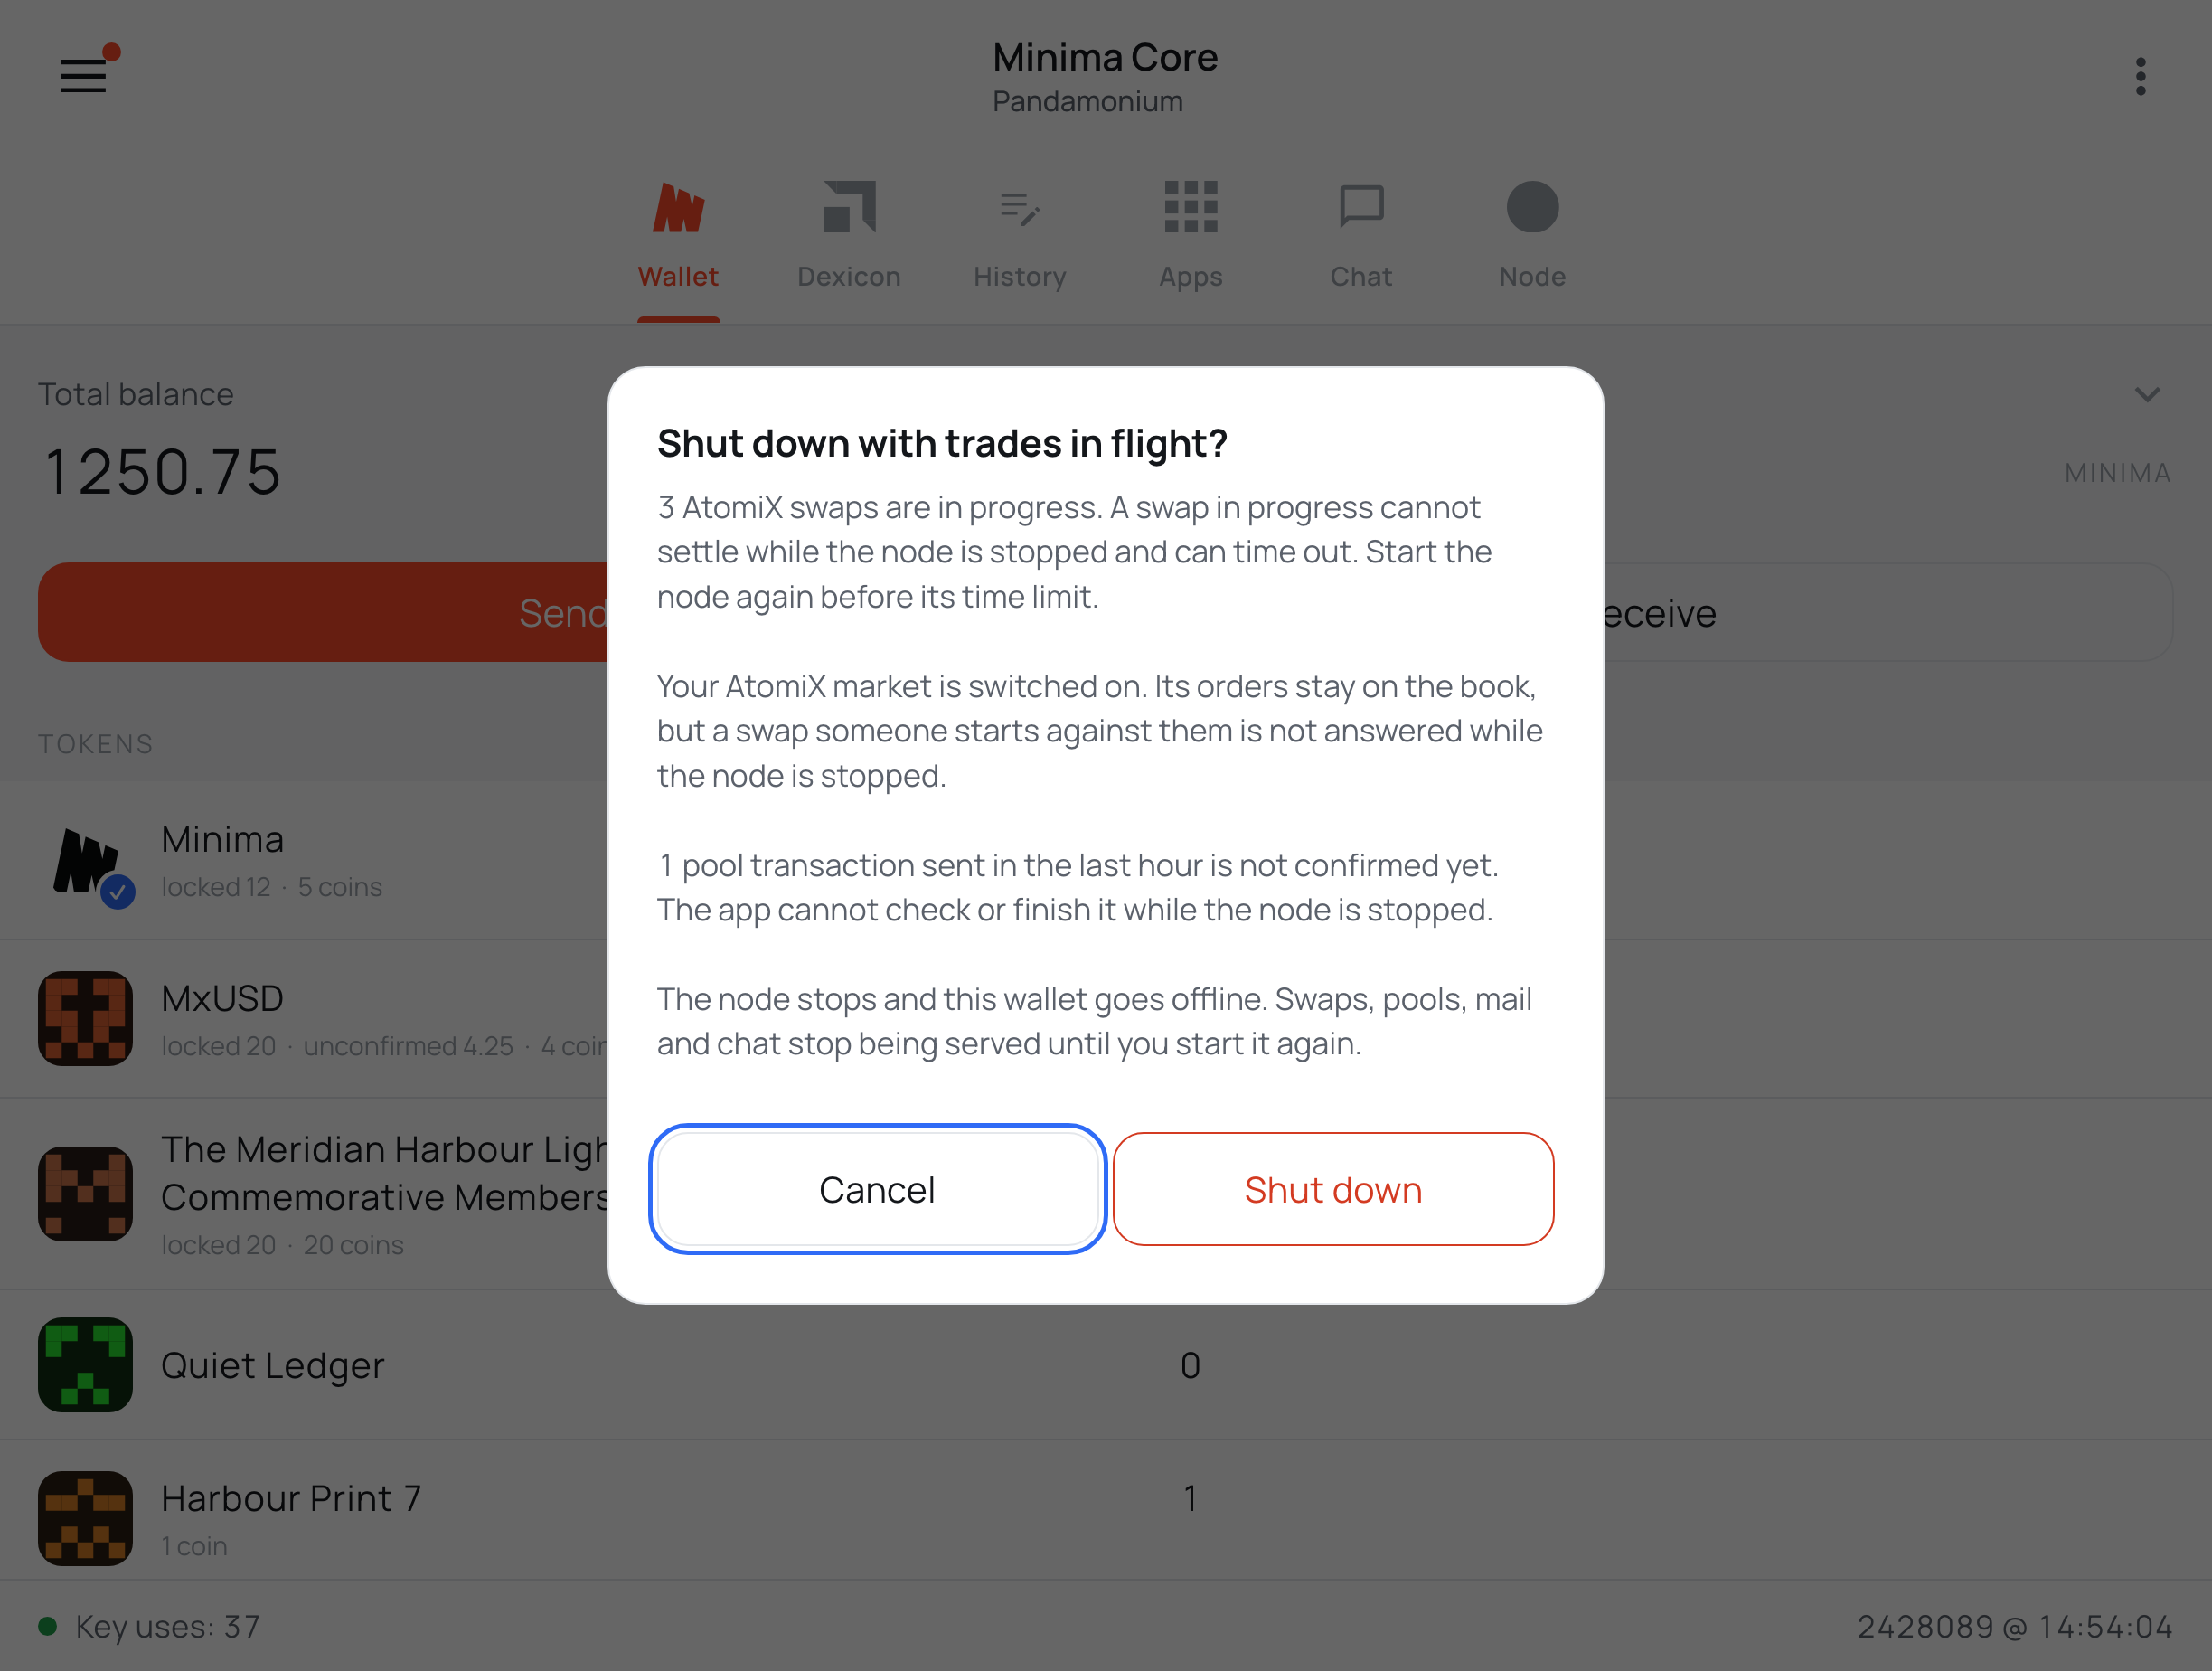 Minima Core
Pandamonium
Wallet
Dexicon
History
Apps
Chat
Node
Total balance
1250.75
MINIMA
Send
eceive
TOKENS
Minima
locked 12 · 5 coins
MxUSD
locked 20 · unconfirmed 4.25 · 4
The Meridian Harbour
Commemorative
locked 20 · 20 coins
Quiet Ledger
0
Harbour Print 7
1
1 coin
Shut down with trades in flight?
3 AtomiX swaps are in progress. A swap in progress cannot
settle while the node is stopped and can time out. Start the
node again before its time limit.
Your AtomiX market is switched on. Its orders stay on the book,
but a swap someone starts against them is not answered while
the node is stopped.
1 pool transaction sent in the last hour is not confirmed yet.
The app cannot check or finish it while the node is stopped.
The node stops and this wallet goes offline. Swaps, pools, mail
and chat stop being served until you start it again.
Cancel
Shut down
Key uses: 37
2428089 @ 14:54:04